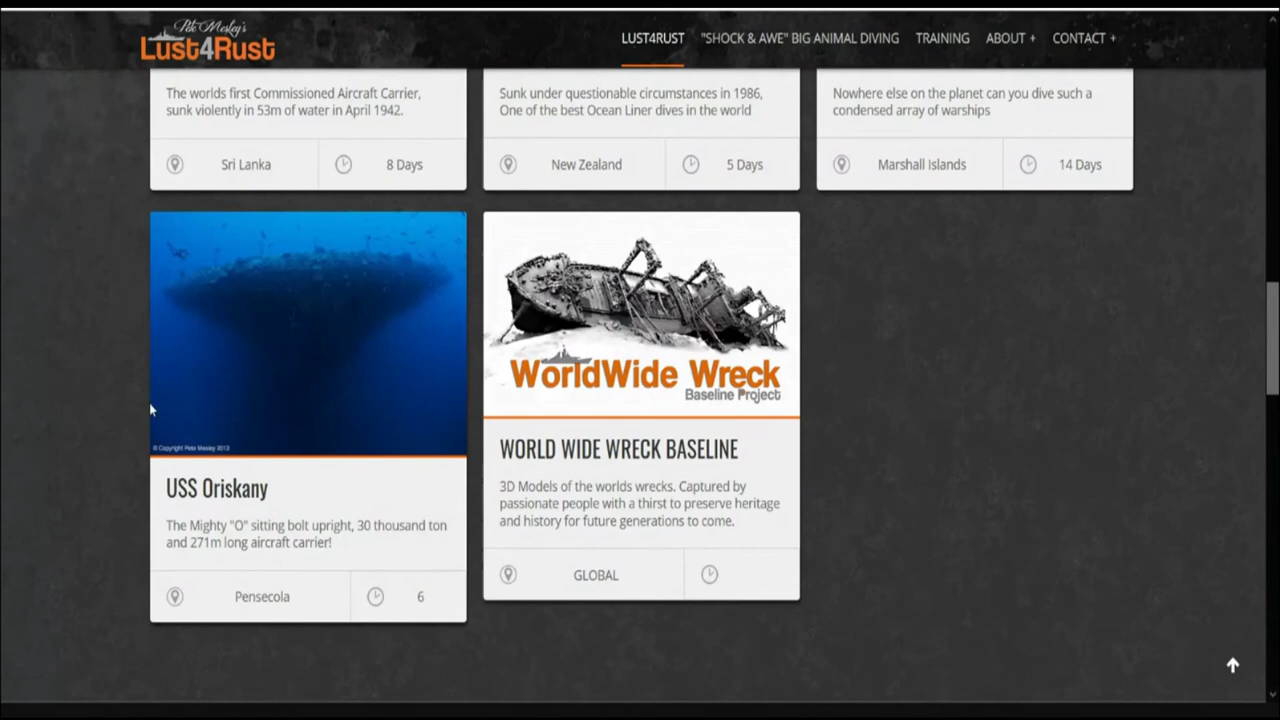 Pete Mesley's
Lust4Rust
LUST4RUST
"SHOCK & AWE" BIG ANIMAL DIVING
TRAINING
ABOUT +
CONTACT +
The worlds first Commissioned Aircraft Carrier,
sunk violently in 53m of water in April 1942.
Sri Lanka
8 Days
Sunk under questionable circumstances in 1986,
One of the best Ocean Liner dives in the world
New Zealand
5 Days
Nowhere else on the planet can you dive such a
condensed array of warships
Marshall Islands
14 Days
© Copyright Pete Mesley 2013
USS Oriskany
The Mighty "O" sitting bolt upright, 30 thousand ton
and 271m long aircraft carrier!
Pensecola
6
WorldWide Wreck
Baseline Project
WORLD WIDE WRECK BASELINE
3D Models of the worlds wrecks. Captured by
passionate people with a thirst to preserve heritage
and history for future generations to come.
GLOBAL